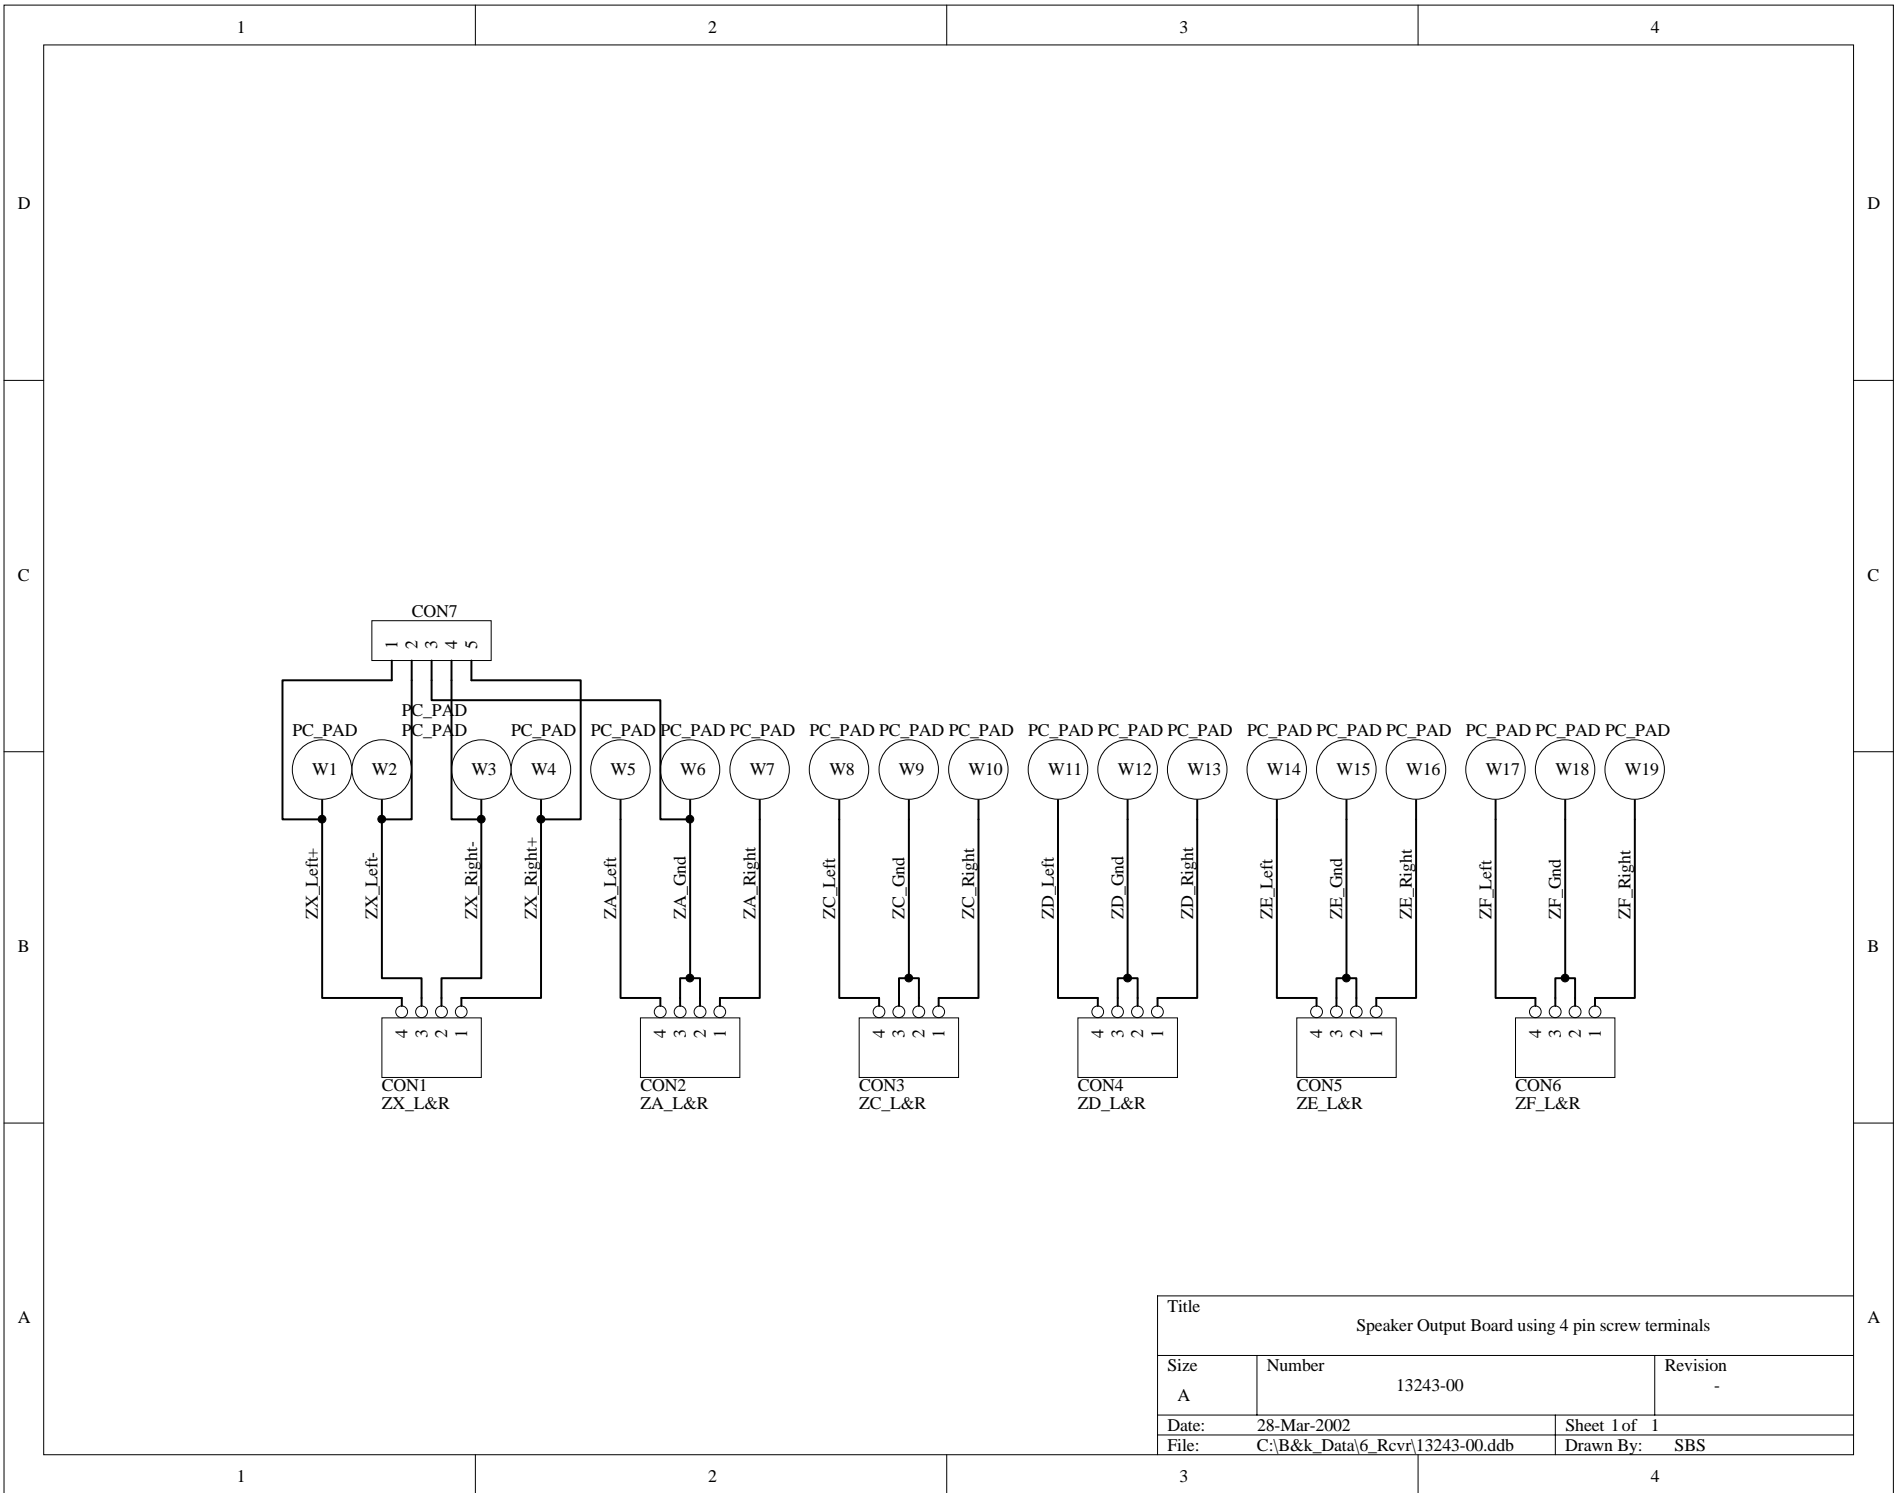 1 2 3 4
D D
C C
CON7
1 2 3 4 5
PC_PAD
PC_PAD PC_PAD PC_PAD PC_PAD PC_PAD PC_PAD PC_PAD PC_PAD PC_PAD PC_PAD PC_PAD PC_PAD PC_PAD PC_PAD PC_PAD PC_PAD PC_PAD PC_PAD
W1 W2 W3 W4 W5 W6 W7 W8 W9 W10 W11 W12 W13 W14 W15 W16 W17 W18 W19
ZX_Left+ ZX_Left- ZX_Right- ZX_Right+ ZA_Left ZA_Gnd ZA_Right ZC_Left ZC_Gnd ZC_Right ZD_Left ZD_Gnd ZD_Right ZE_Left ZE_Gnd ZE_Right ZF_Left ZF_Gnd ZF_Right
B B
4 3 2 1 4 3 2 1 4 3 2 1 4 3 2 1 4 3 2 1 4 3 2 1
CON1 CON2 CON3 CON4 CON5 CON6
ZX_L&R ZA_L&R ZC_L&R ZD_L&R ZE_L&R ZF_L&R
A A
Title
Speaker Output Board using 4 pin screw terminals
Size Number Revision
A 13243-00 -
Date: 28-Mar-2002 Sheet 1 of 1
File: C:\B&k_Data\6_Rcvr\13243-00.ddb Drawn By: SBS
1 2 3 4